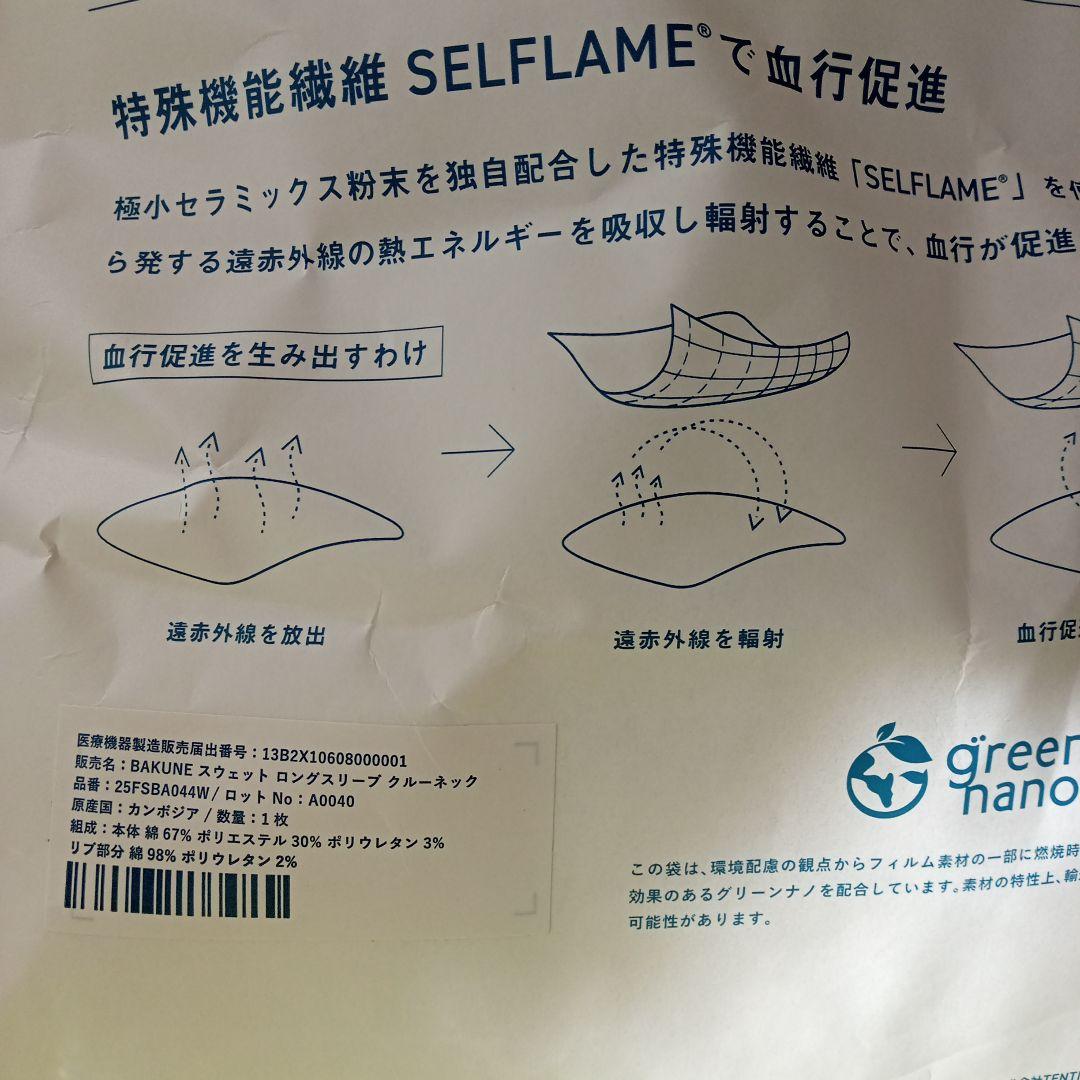 特殊機能繊維 SELFLAME®で血行促進
極小セラミックス粉末を独自配合した特殊機能繊維「SELFLAME®」を
ら発する遠赤外線の熱エネルギーを吸収し輻射することで、血行が促進
血行促進を生み出すわけ
遠赤外線を放出
遠赤外線を輻射
血行促
医療機器製造販売届出番号：13B2X10608000001
販売名：BAKUNE スウェット ロングスリーブ クルーネック
品番：25FSBA044W / ロット No：A0040
原産国：カンボジア / 数量：1 枚
組成：本体 綿 67% ポリエステル 30% ポリウレタン 3%
リブ部分 綿 98% ポリウレタン 2%
green
nano
この袋は、環境配慮の観点からフィルム素材の一部に燃焼時
効果のあるグリーンナノを配合しています。素材の特性上、輸
可能性があります。
TENTI